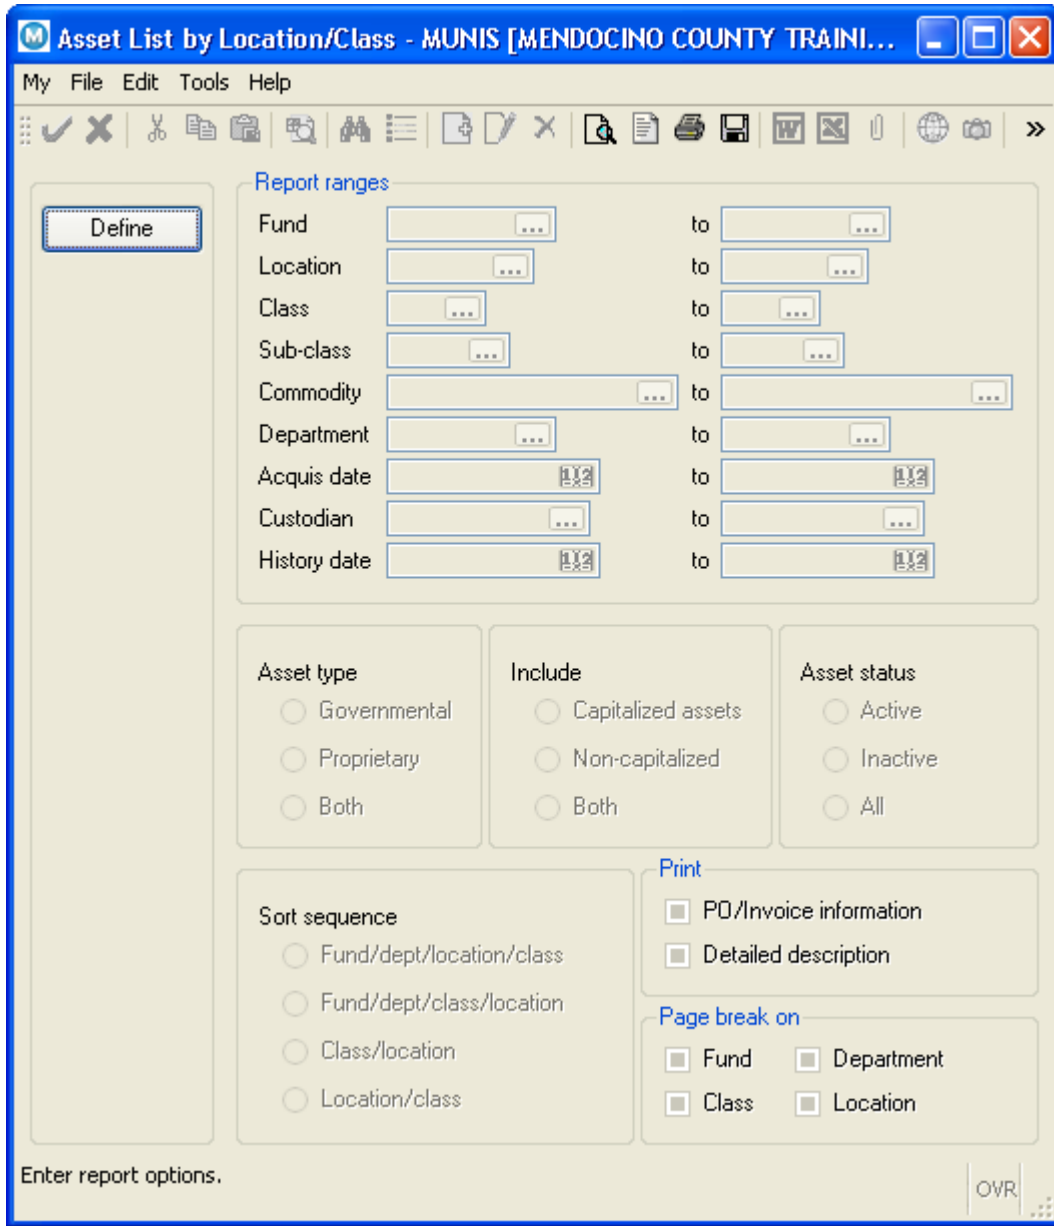 Asset List by Location/Class - MUNIS [MENDOCINO COUNTY TRAINI...
My File Edit Tools Help
Define
Report ranges
Fund ... to ...
Location ... to ...
Class ... to ...
Sub-class ... to ...
Commodity ... to ...
Department ... to ...
Acquis date to
Custodian ... to ...
History date to
Asset type
Governmental
Proprietary
Both
Include
Capitalized assets
Non-capitalized
Both
Asset status
Active
Inactive
All
Sort sequence
Fund/dept/location/class
Fund/dept/class/location
Class/location
Location/class
Print
PO/Invoice information
Detailed description
Page break on
Fund Department
Class Location
Enter report options.
OVR